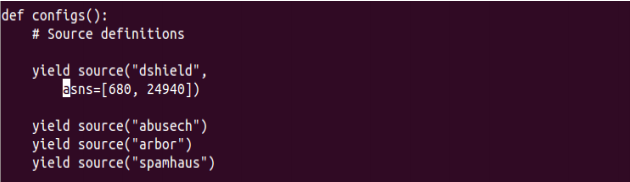 def configs():
    # Source definitions

    yield source("dshield",
        asns=[680, 24940])

    yield source("abusech")
    yield source("arbor")
    yield source("spamhaus")